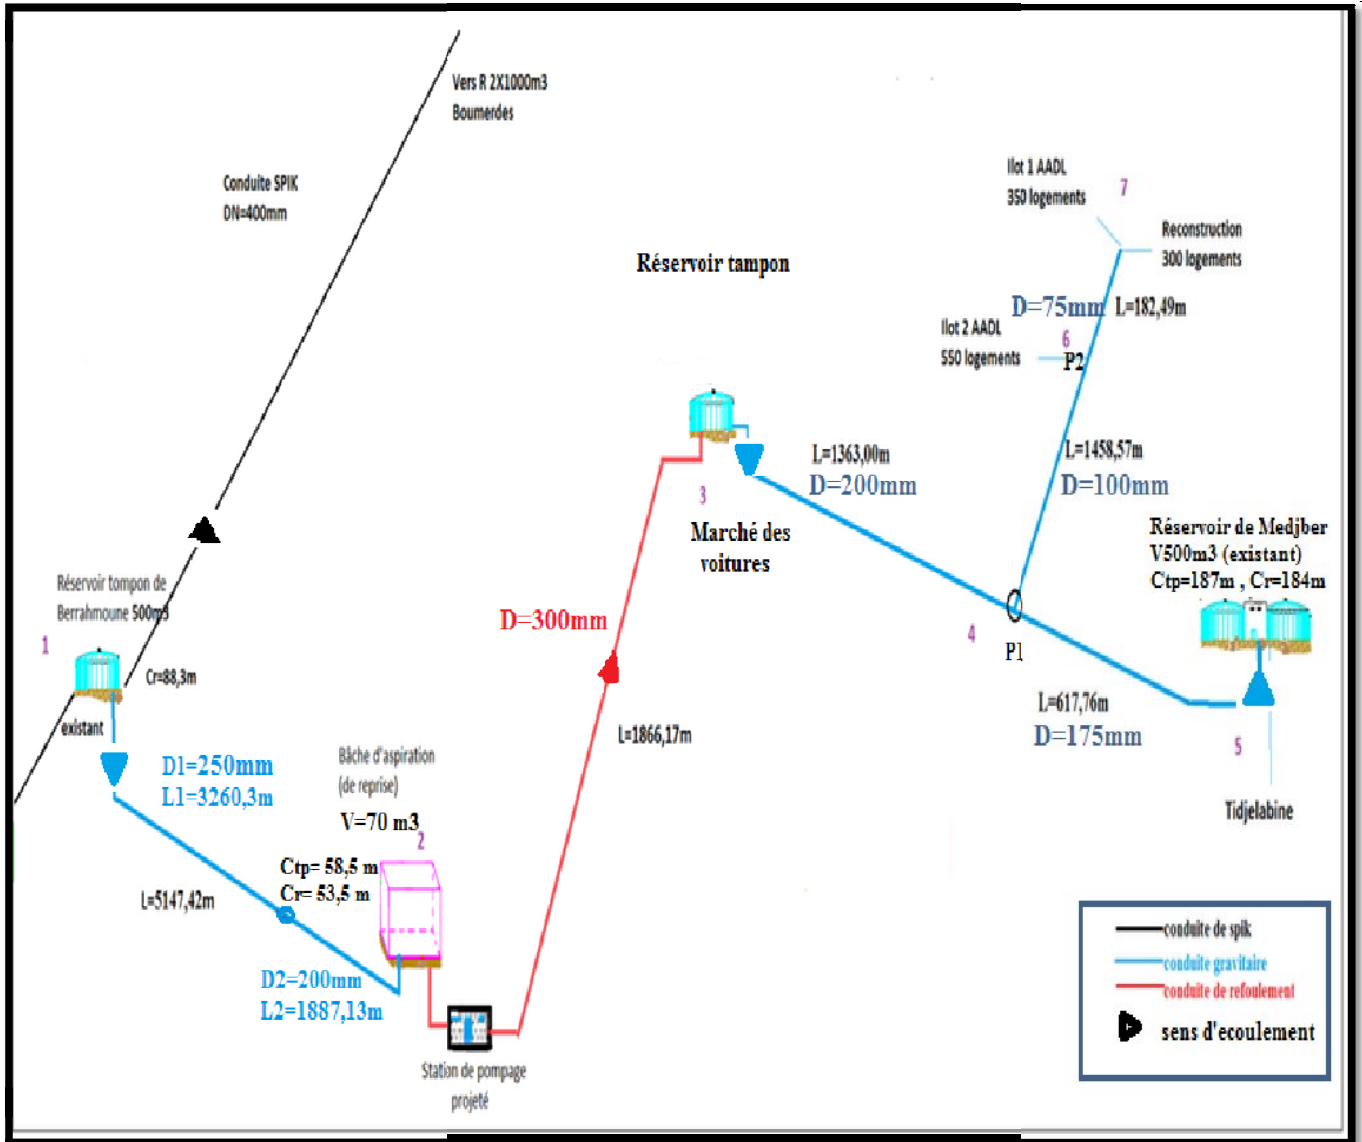 Vers R 2X1000m3
Boumerdes
Conduite SPIK
DN=400mm
Ilot 1 AADL
350 logements
7
Reconstruction
300 logements
Réservoir tampon
D=75mm
L=182,49m
Ilot 2 AADL
550 logements
6
P2
L=1363,00m
D=200mm
L=1458,57m
D=100mm
3
Marché des
voitures
Réservoir de Medjber
V500m3 (existant)
Ctp=187m , Cr=184m
Réservoir tompon de
Berrahmoune 500m3
1
Cr=88,3m
existant
D=300mm
4
P1
L=617,76m
D=175mm
5
L=1866,17m
D1=250mm
L1=3260,3m
Bâche d'aspiration
(de reprise)
V=70 m3
2
Ctp= 58,5 m
Cr= 53,5 m
L=5147,42m
Tidjelabine
D2=200mm
L2=1887,13m
Station de pompage
projeté
conduite de spik
conduite gravitaire
conduite de refoulement
sens d'ecoulement